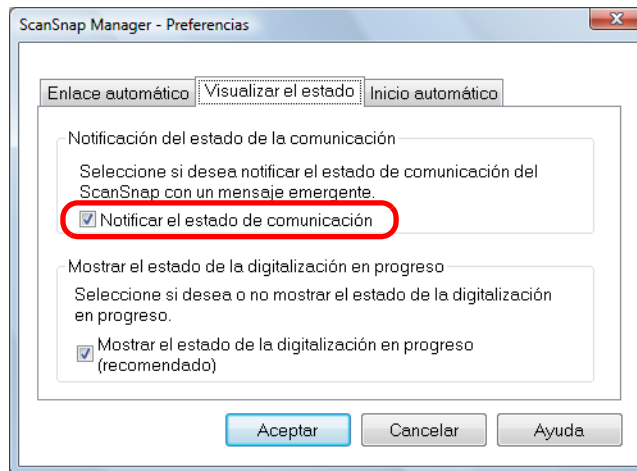 ScanSnap Manager - Preferencias
Enlace automático Visualizar el estado Inicio automático
Notificación del estado de la comunicación
Seleccione si desea notificar el estado de comunicación del
ScanSnap con un mensaje emergente.
Notificar el estado de comunicación
Mostrar el estado de la digitalización en progreso
Seleccione si desea o no mostrar el estado de la digitalización
en progreso.
Mostrar el estado de la digitalización en progreso
(recomendado)
Aceptar Cancelar Ayuda